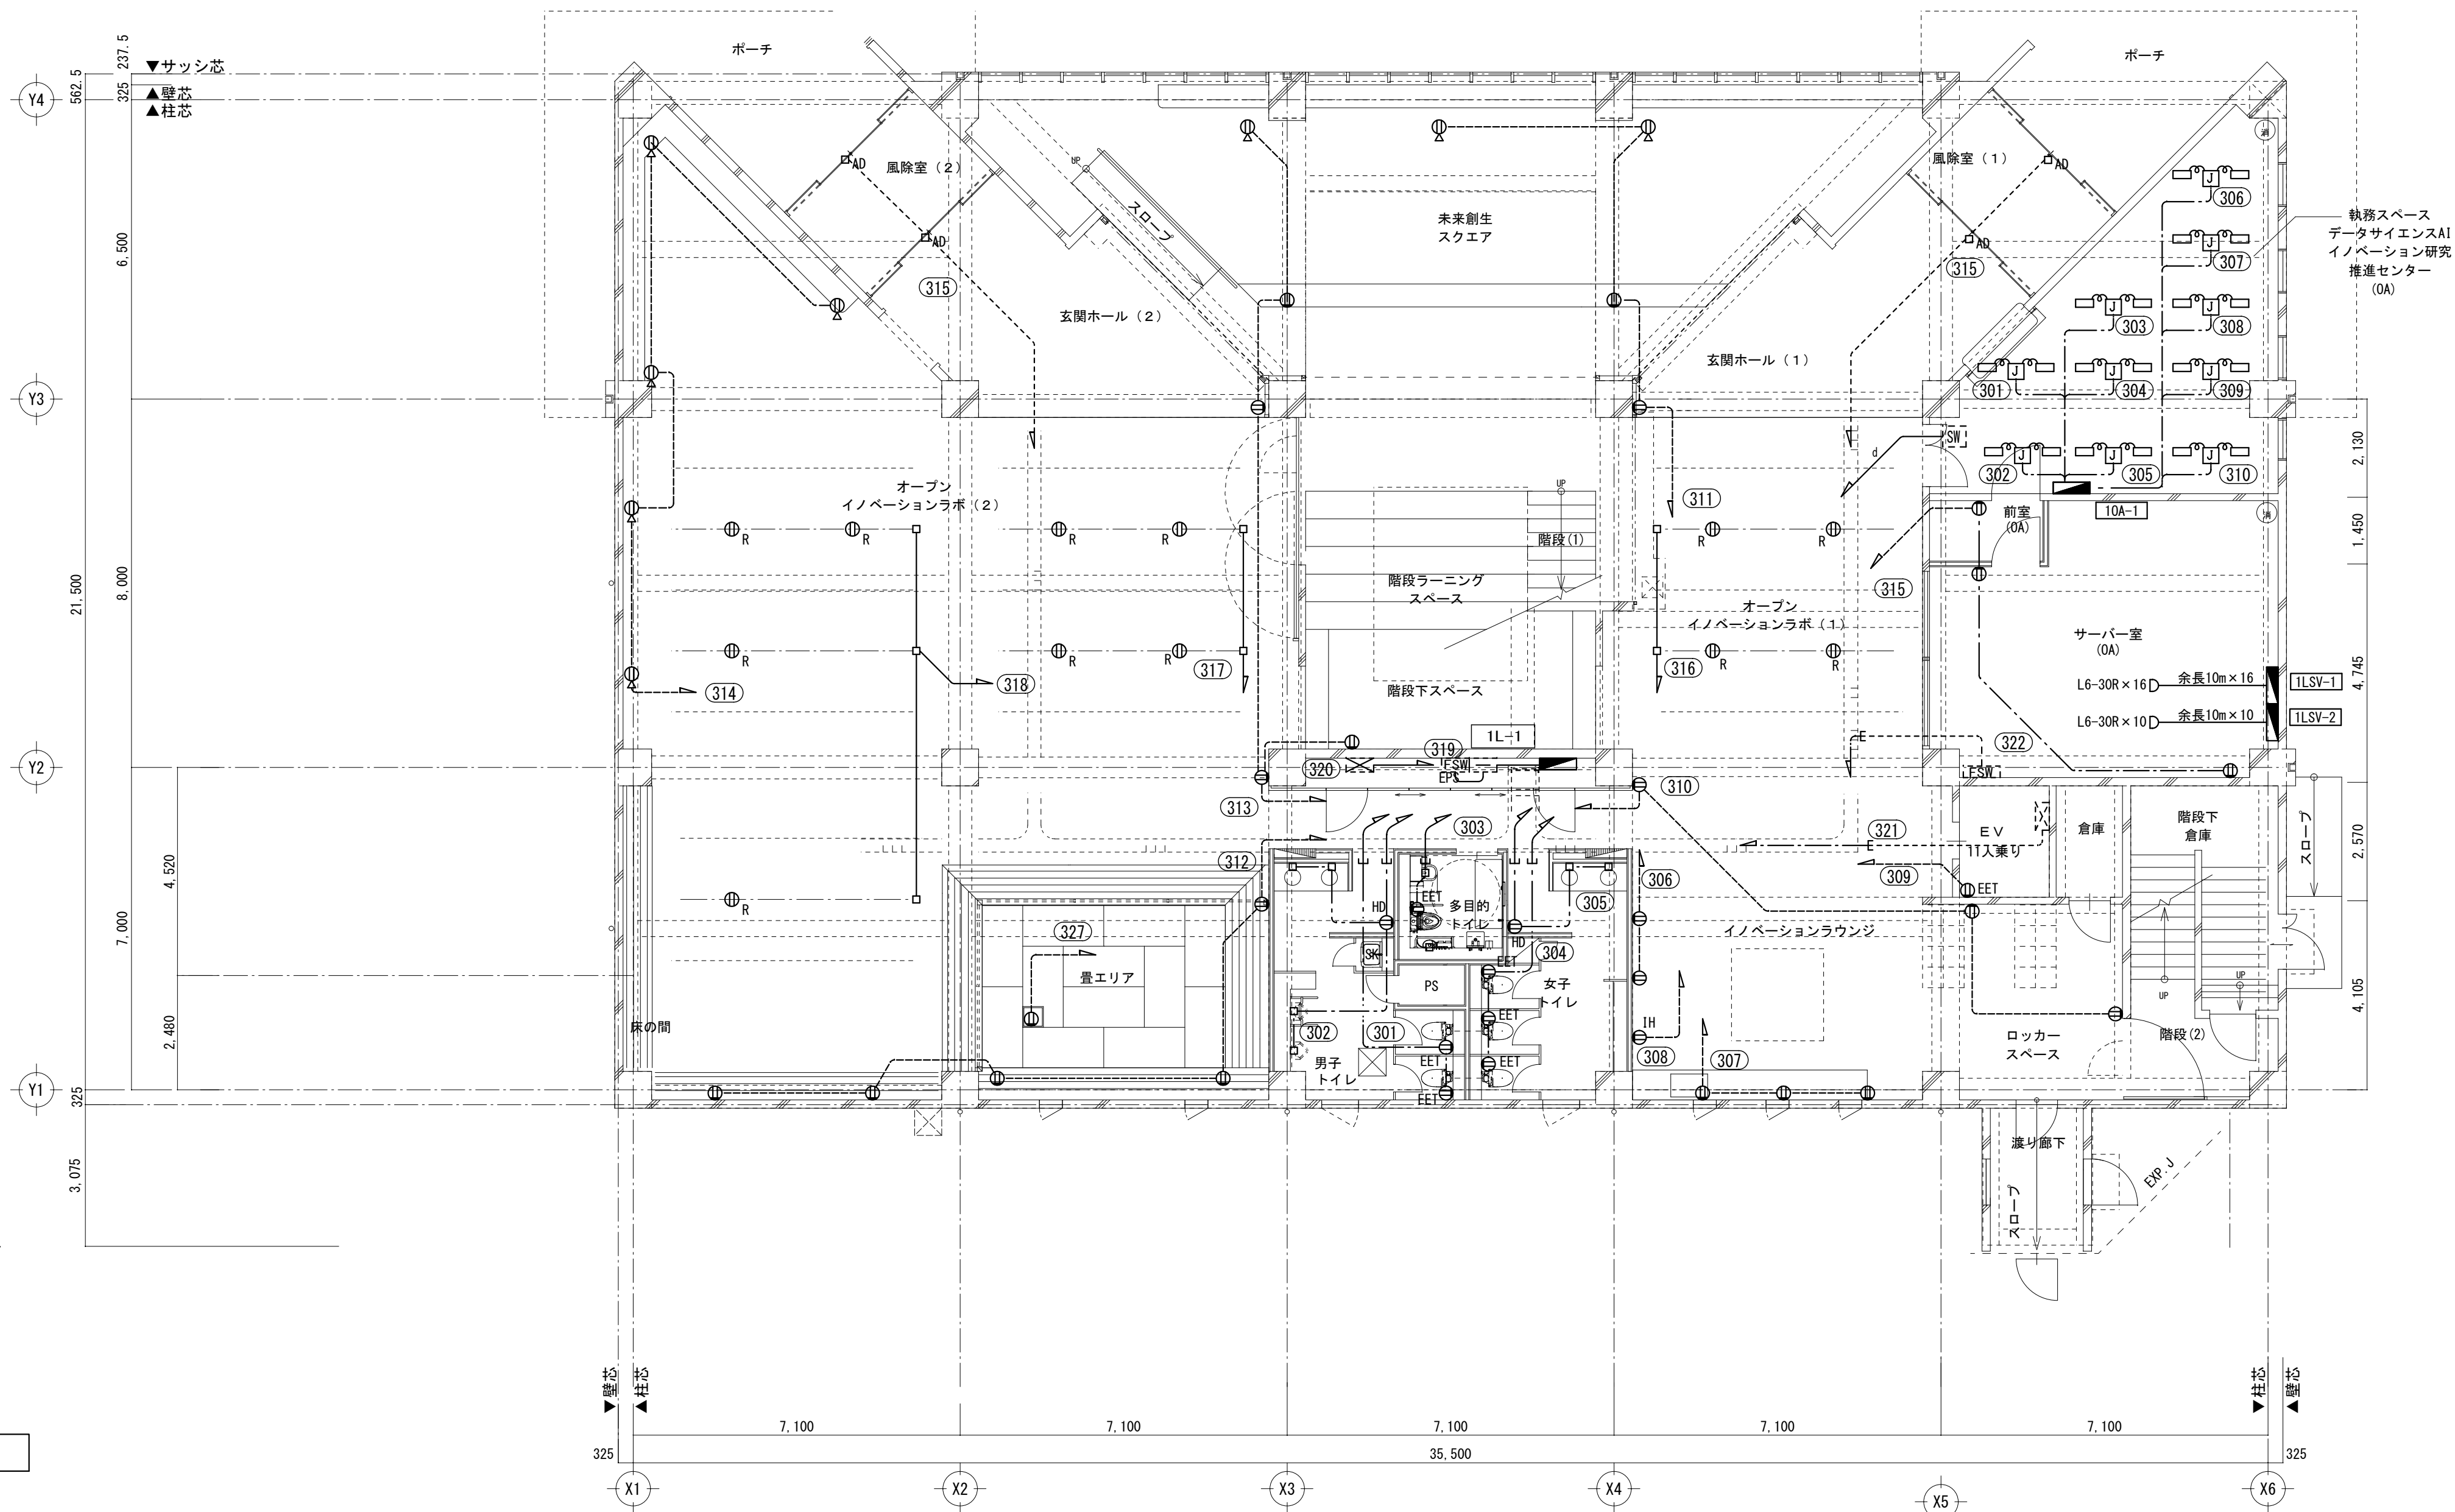 ポーチ
ポーチ
▼サッシ芯
▲壁芯
▲柱芯
237.5
325
562.5
6,500
8,000
21,500
7,000
4,520
2,480
325
3,075
Y4
Y3
Y2
Y1
風除室（2）
AD
AD
315
UP
スロープ
未来創生
スクエア
玄関ホール（2）
玄関ホール（1）
風除室（1）
AD
AD
315
消
J
306
J
307
J
303
J
308
J
301
J
304
J
309
J
302
J
305
J
310
執務スペース
データサイエンスAI
イノベーション研究
推進センター
(OA)
SW
d
オープン
イノベーションラボ（2）
R
R
R
R
R
R
R
R
314
318
317
UP
階段(1)
階段ラーニング
スペース
階段下スペース
311
R
R
オープン
イノベーションラボ（1）
316
R
R
315
前室
(OA)
10A-1
消
サーバー室
(OA)
L6-30R×16
余長10m×16
1LSV-1
L6-30R×10
余長10m×10
1LSV-2
2,130
1,450
4,745
2,570
4,105
322
E
FSW
1L-1
319
320
FSW
EPS
313
310
303
312
321
E
309
EET
EV
11人乗り
倉庫
階段下
倉庫
スロープ
HD
EET
多目的
トイレ
HD
305
306
304
SK
EET
PS
女子
トイレ
EET
EET
302
301
EET
EET
男子
トイレ
R
327
畳エリア
床の間
イノベーションラウンジ
IH
308
307
ロッカー
スペース
階段(2)
UP
UP
渡り廊下
スロープ
EXP.J
▼壁芯
▲柱芯
▼柱芯
▲壁芯
7,100
7,100
7,100
7,100
7,100
325
35,500
325
X1
X2
X3
X4
X5
X6